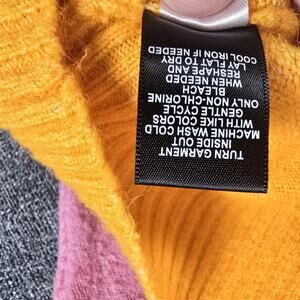 TURN GARMENT
INSIDE OUT
MACHINE WASH COLD
WITH LIKE COLORS
GENTLE CYCLE
ONLY NON-CHLORINE
BLEACH
WHEN NEEDED
RESHAPE AND
LAY FLAT TO DRY
COOL IRON IF NEEDED